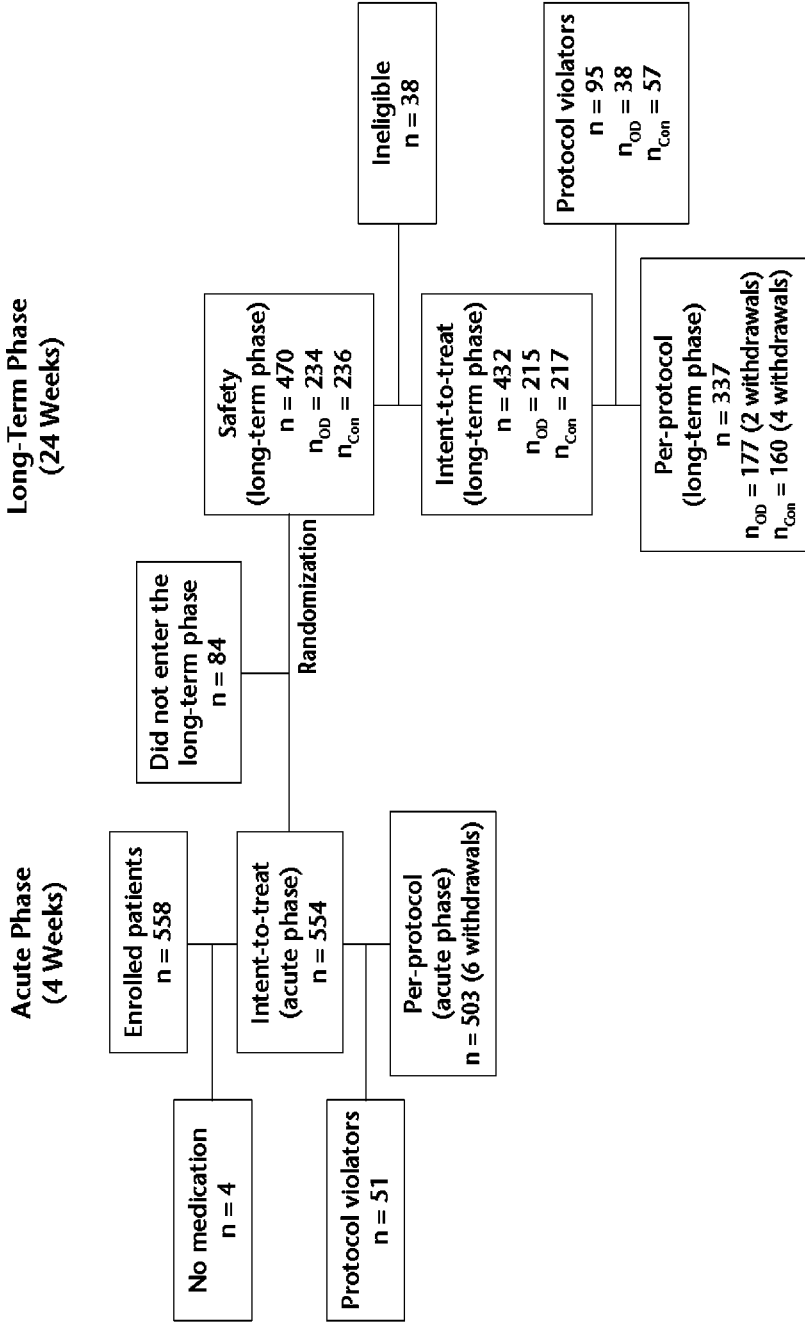 Acute Phase
(4 Weeks)
Enrolled patients
n = 558
No medication
n = 4
Intent-to-treat
(acute phase)
n = 554
Protocol violators
n = 51
Per-protocol
(acute phase)
n = 503 (6 withdrawals)
Did not enter the
long-term phase
n = 84
Randomization
Long-Term Phase
(24 Weeks)
Safety
(long-term phase)
n = 470
nOD = 234
nCon = 236
Ineligible
n = 38
Intent-to-treat
(long-term phase)
n = 432
nOD = 215
nCon = 217
Protocol violators
n = 95
nOD = 38
nCon = 57
Per-protocol
(long-term phase)
n = 337
nOD = 177 (2 withdrawals)
nCon = 160 (4 withdrawals)